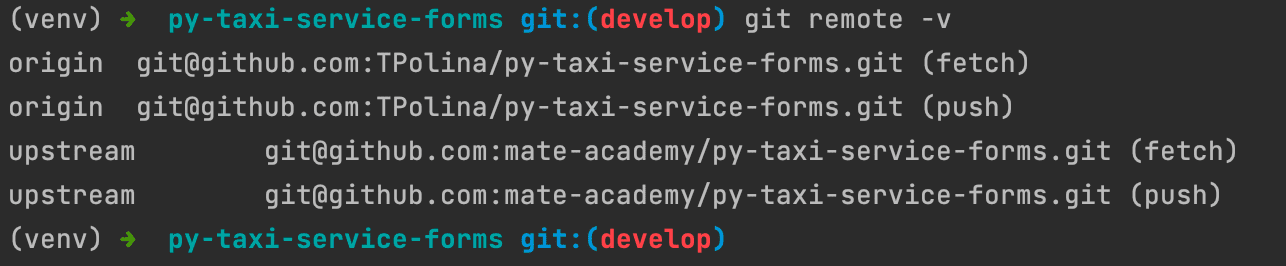 (venv) ➜  py-taxi-service-forms git:(develop) git remote -v
origin  git@github.com:TPolina/py-taxi-service-forms.git (fetch)
origin  git@github.com:TPolina/py-taxi-service-forms.git (push)
upstream        git@github.com:mate-academy/py-taxi-service-forms.git (fetch)
upstream        git@github.com:mate-academy/py-taxi-service-forms.git (push)
(venv) ➜  py-taxi-service-forms git:(develop)